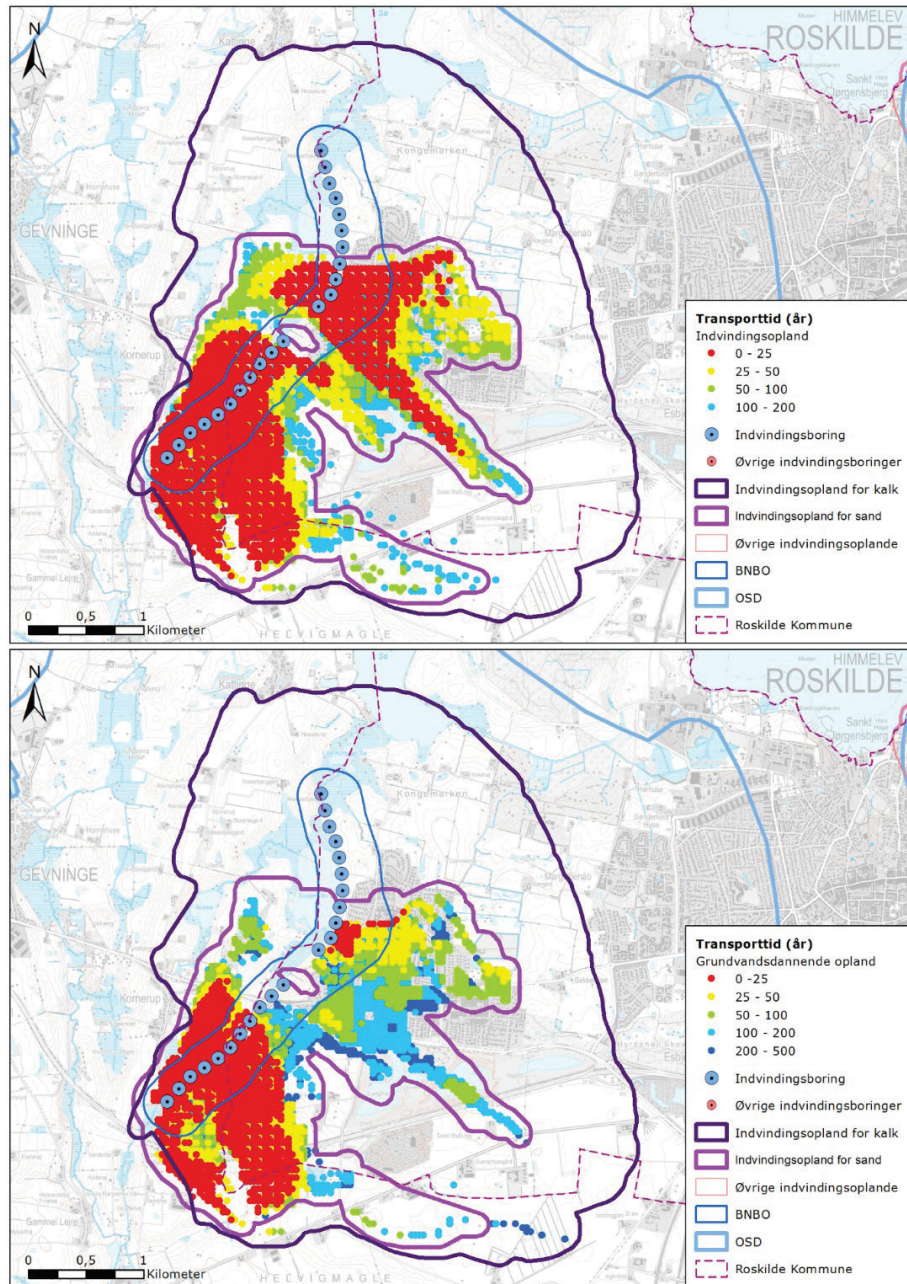 N
HIMMELEV
ROSKILDE
Sankt
Jørgensbjerg
Kattinge
Kongemarken
GEVNINGE
Kornerup
Gammel Lejre
HELVIGMAGLE
0 0,5 1
Kilometer
Transporttid (år)
Indvindingsopland
0 - 25
25 - 50
50 - 100
100 - 200
Indvindingsboring
Øvrige indvindingsboringer
Indvindingsopland for kalk
Indvindingsopland for sand
Øvrige indvindingsoplande
BNBO
OSD
Roskilde Kommune
N
HIMMELEV
ROSKILDE
Sankt
Jørgensbjerg
Kattinge
Kongemarken
GEVNINGE
Kornerup
Gammel Lejre
HELVIGMAGLE
0 0,5 1
Kilometer
Transporttid (år)
Grundvandsdannende opland
0 -25
25 - 50
50 - 100
100 - 200
200 - 500
Indvindingsboring
Øvrige indvindingsboringer
Indvindingsopland for kalk
Indvindingsopland for sand
Øvrige indvindingsoplande
BNBO
OSD
Roskilde Kommune